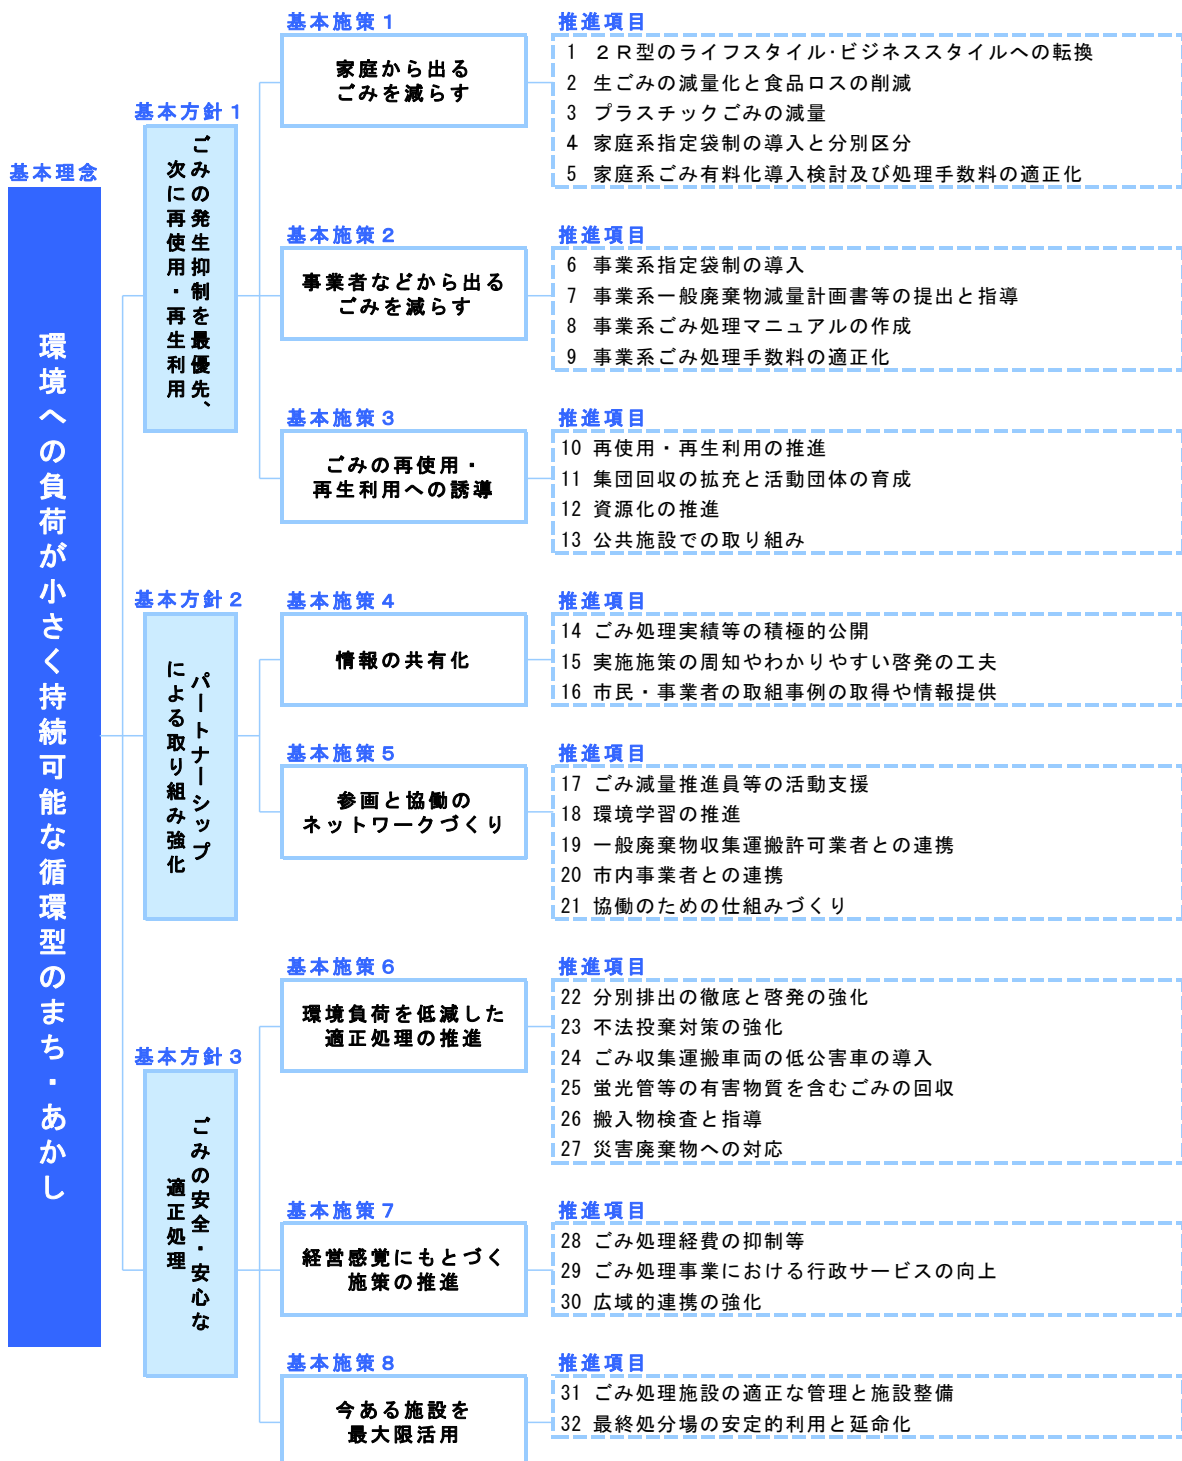 基本理念
環境への負荷が小さく持続可能な循環型のまち・あかし
基本方針１
ごみの発生抑制を最優先、
次に再使用・再生利用
基本施策１
家庭から出る
ごみを減らす
推進項目
1 ２Ｒ型のライフスタイル･ビジネススタイルへの転換
2 生ごみの減量化と食品ロスの削減
3 プラスチックごみの減量
4 家庭系指定袋制の導入と分別区分
5 家庭系ごみ有料化導入検討及び処理手数料の適正化
基本施策２
事業者などから出る
ごみを減らす
推進項目
6 事業系指定袋制の導入
7 事業系一般廃棄物減量計画書等の提出と指導
8 事業系ごみ処理マニュアルの作成
9 事業系ごみ処理手数料の適正化
基本施策３
ごみの再使用・
再生利用への誘導
推進項目
10 再使用・再生利用の推進
11 集団回収の拡充と活動団体の育成
12 資源化の推進
13 公共施設での取り組み
基本方針２
パートナーシップ
による取り組み強化
基本施策４
情報の共有化
推進項目
14 ごみ処理実績等の積極的公開
15 実施施策の周知やわかりやすい啓発の工夫
16 市民・事業者の取組事例の取得や情報提供
基本施策５
参画と協働の
ネットワークづくり
推進項目
17 ごみ減量推進員等の活動支援
18 環境学習の推進
19 一般廃棄物収集運搬許可業者との連携
20 市内事業者との連携
21 協働のための仕組みづくり
基本方針３
ごみの安全・安心な
適正処理
基本施策６
環境負荷を低減した
適正処理の推進
推進項目
22 分別排出の徹底と啓発の強化
23 不法投棄対策の強化
24 ごみ収集運搬車両の低公害車の導入
25 蛍光管等の有害物質を含むごみの回収
26 搬入物検査と指導
27 災害廃棄物への対応
基本施策７
経営感覚にもとづく
施策の推進
推進項目
28 ごみ処理経費の抑制等
29 ごみ処理事業における行政サービスの向上
30 広域的連携の強化
基本施策８
今ある施設を
最大限活用
推進項目
31 ごみ処理施設の適正な管理と施設整備
32 最終処分場の安定的利用と延命化